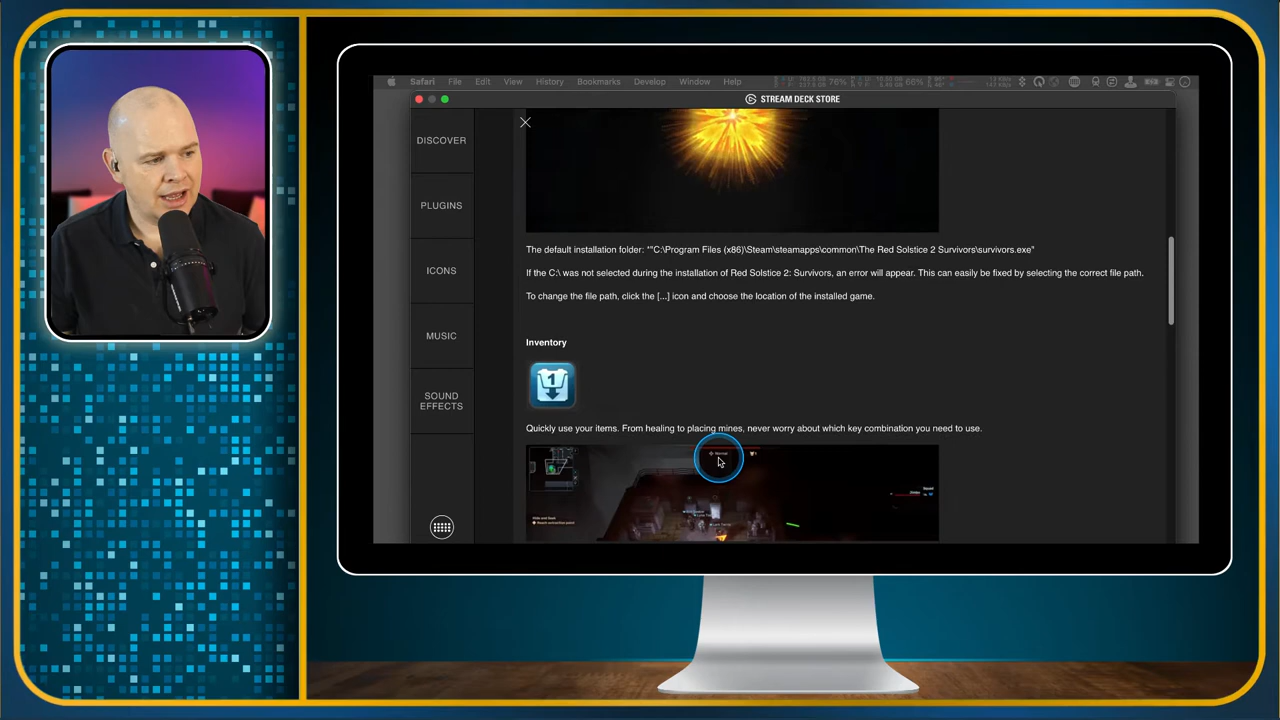 Safari File Edit View History Bookmarks Develop Window Help
76% 66%
STREAM DECK STORE
DISCOVER
PLUGINS
ICONS
MUSIC
SOUND
EFFECTS
The default installation folder: *"C:\Program Files (x86)\Steam\steamapps\common\The Red Solstice 2 Survivors\survivors.exe"
If the C:\ was not selected during the installation of Red Solstice 2: Survivors, an error will appear. This can easily be fixed by selecting the correct file path.
To change the file path, click the [...] icon and choose the location of the installed game.
Inventory
1
Quickly use your items. From healing to placing mines, never worry about which key combination you need to use.
Normal